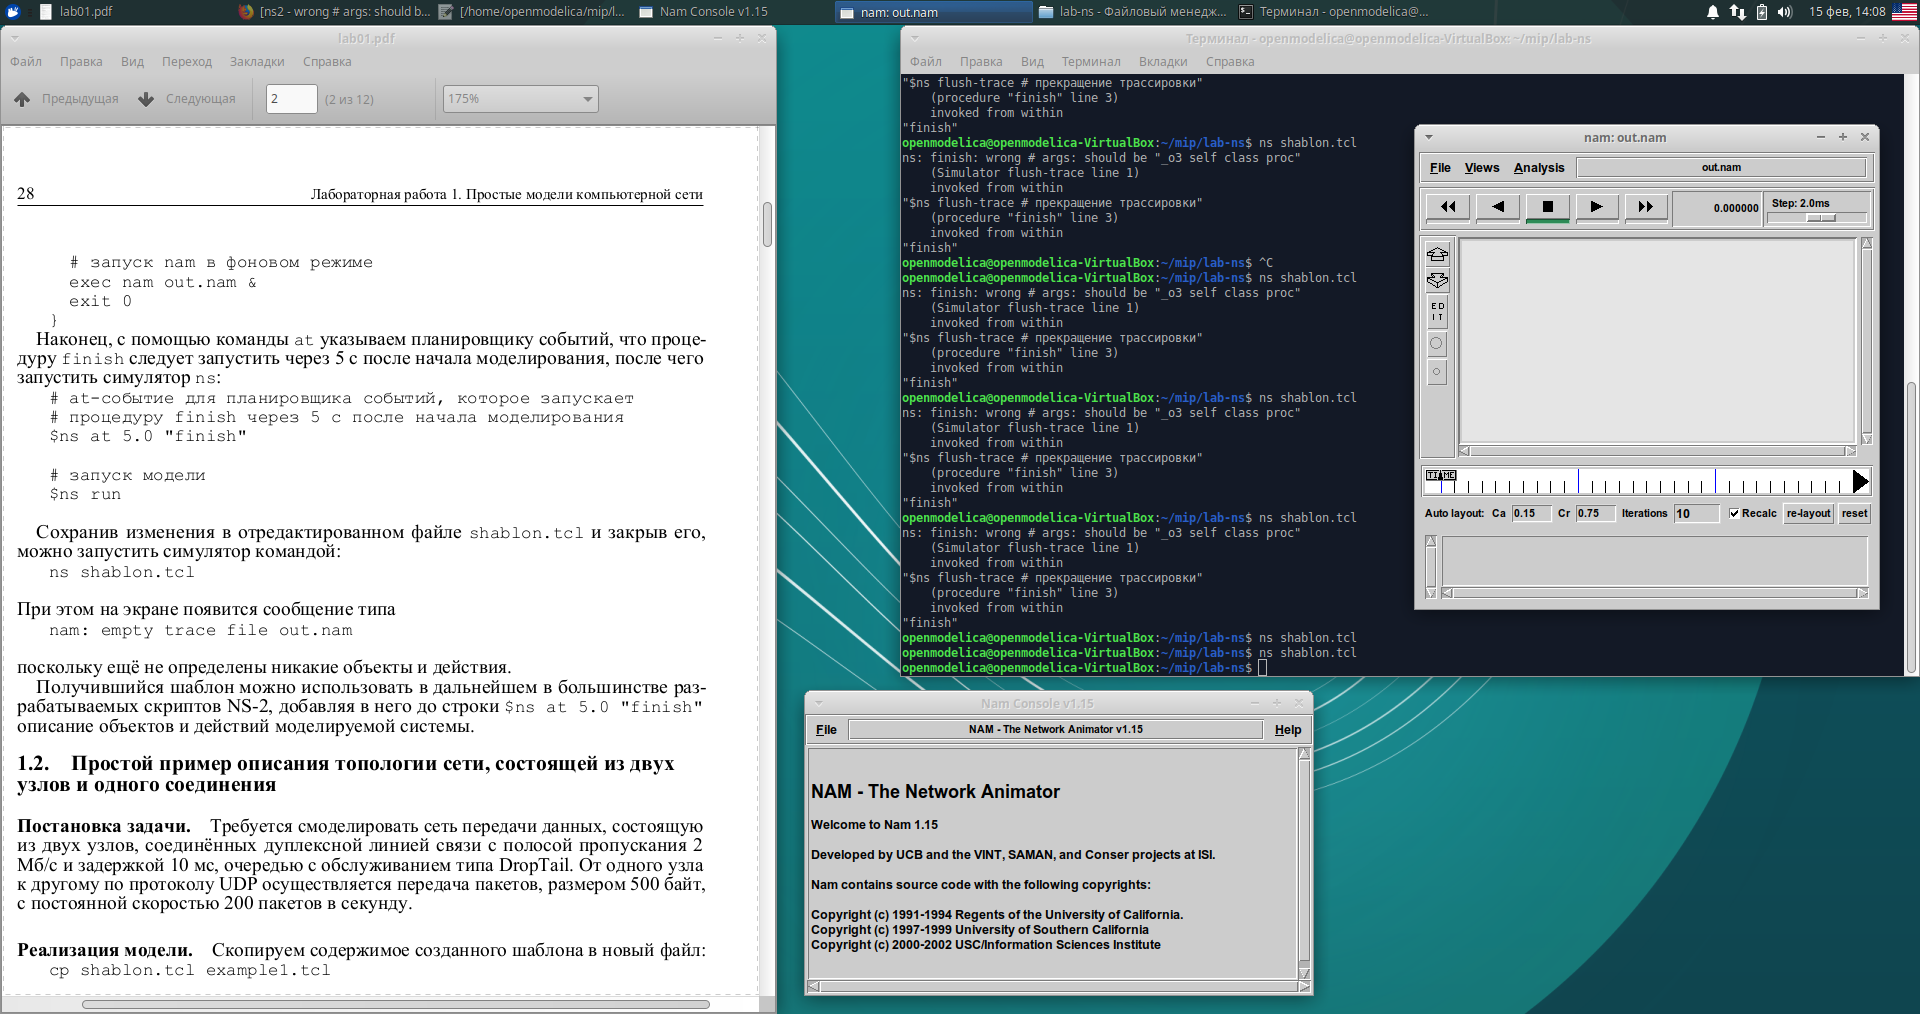 lab01.pdf
[ns2 - wrong # args: should b...
[/home/openmodelica/mip/l...
Nam Console v1.15
nam: out.nam
lab-ns - Файловый менедж...
Терминал - openmodelica@...
15 фев, 14:08
lab01.pdf
Файл Правка Вид Переход Закладки Справка
Предыдущая Следующая 2 (2 из 12) 175%
28 Лабораторная работа 1. Простые модели компьютерной сети
# запуск nam в фоновом режиме
exec nam out.nam &
exit 0
}
Наконец, с помощью команды at указываем планировщику событий, что проце-
дуру finish следует запустить через 5 с после начала моделирования, после чего
запустить симулятор ns:
# at-событие для планировщика событий, которое запускает
# процедуру finish через 5 с после начала моделирования
$ns at 5.0 "finish"
# запуск модели
$ns run
Сохранив изменения в отредактированном файле shablon.tcl и закрыв его,
можно запустить симулятор командой:
ns shablon.tcl
При этом на экране появится сообщение типа
nam: empty trace file out.nam
поскольку ещё не определены никакие объекты и действия.
Получившийся шаблон можно использовать в дальнейшем в большинстве раз-
рабатываемых скриптов NS-2, добавляя в него до строки $ns at 5.0 "finish"
описание объектов и действий моделируемой системы.
1.2. Простой пример описания топологии сети, состоящей из двух
узлов и одного соединения
Постановка задачи. Требуется смоделировать сеть передачи данных, состоящую
из двух узлов, соединённых дуплексной линией связи с полосой пропускания 2
Мб/с и задержкой 10 мс, очередью с обслуживанием типа DropTail. От одного узла
к другому по протоколу UDP осуществляется передача пакетов, размером 500 байт,
с постоянной скоростью 200 пакетов в секунду.
Реализация модели. Скопируем содержимое созданного шаблона в новый файл:
cp shablon.tcl example1.tcl
Терминал - openmodelica@openmodelica-VirtualBox: ~/mip/lab-ns
Файл Правка Вид Терминал Вкладки Справка
"$ns flush-trace # прекращение трассировки"
(procedure "finish" line 3)
invoked from within
"finish"
openmodelica@openmodelica-VirtualBox:~/mip/lab-ns$ ns shablon.tcl
ns: finish: wrong # args: should be "_o3 self class proc"
(Simulator flush-trace line 1)
invoked from within
"$ns flush-trace # прекращение трассировки"
(procedure "finish" line 3)
invoked from within
"finish"
openmodelica@openmodelica-VirtualBox:~/mip/lab-ns$ ^C
openmodelica@openmodelica-VirtualBox:~/mip/lab-ns$ ns shablon.tcl
ns: finish: wrong # args: should be "_o3 self class proc"
(Simulator flush-trace line 1)
invoked from within
"$ns flush-trace # прекращение трассировки"
(procedure "finish" line 3)
invoked from within
"finish"
openmodelica@openmodelica-VirtualBox:~/mip/lab-ns$ ns shablon.tcl
ns: finish: wrong # args: should be "_o3 self class proc"
(Simulator flush-trace line 1)
invoked from within
"$ns flush-trace # прекращение трассировки"
(procedure "finish" line 3)
invoked from within
"finish"
openmodelica@openmodelica-VirtualBox:~/mip/lab-ns$ ns shablon.tcl
ns: finish: wrong # args: should be "_o3 self class proc"
(Simulator flush-trace line 1)
invoked from within
"$ns flush-trace # прекращение трассировки"
(procedure "finish" line 3)
invoked from within
"finish"
openmodelica@openmodelica-VirtualBox:~/mip/lab-ns$ ns shablon.tcl
openmodelica@openmodelica-VirtualBox:~/mip/lab-ns$ ns shablon.tcl
openmodelica@openmodelica-VirtualBox:~/mip/lab-ns$
nam: out.nam
File Views Analysis out.nam
0.000000 Step: 2.0ms
ED
IT
TIME
Auto layout: Ca 0.15 Cr 0.75 Iterations 10 Recalc re-layout reset
Nam Console v1.15
File NAM - The Network Animator v1.15 Help
NAM - The Network Animator
Welcome to Nam 1.15
Developed by UCB and the VINT, SAMAN, and Conser projects at ISI.
Nam contains source code with the following copyrights:
Copyright (c) 1991-1994 Regents of the University of California.
Copyright (c) 1997-1999 University of Southern California
Copyright (c) 2000-2002 USC/Information Sciences Institute